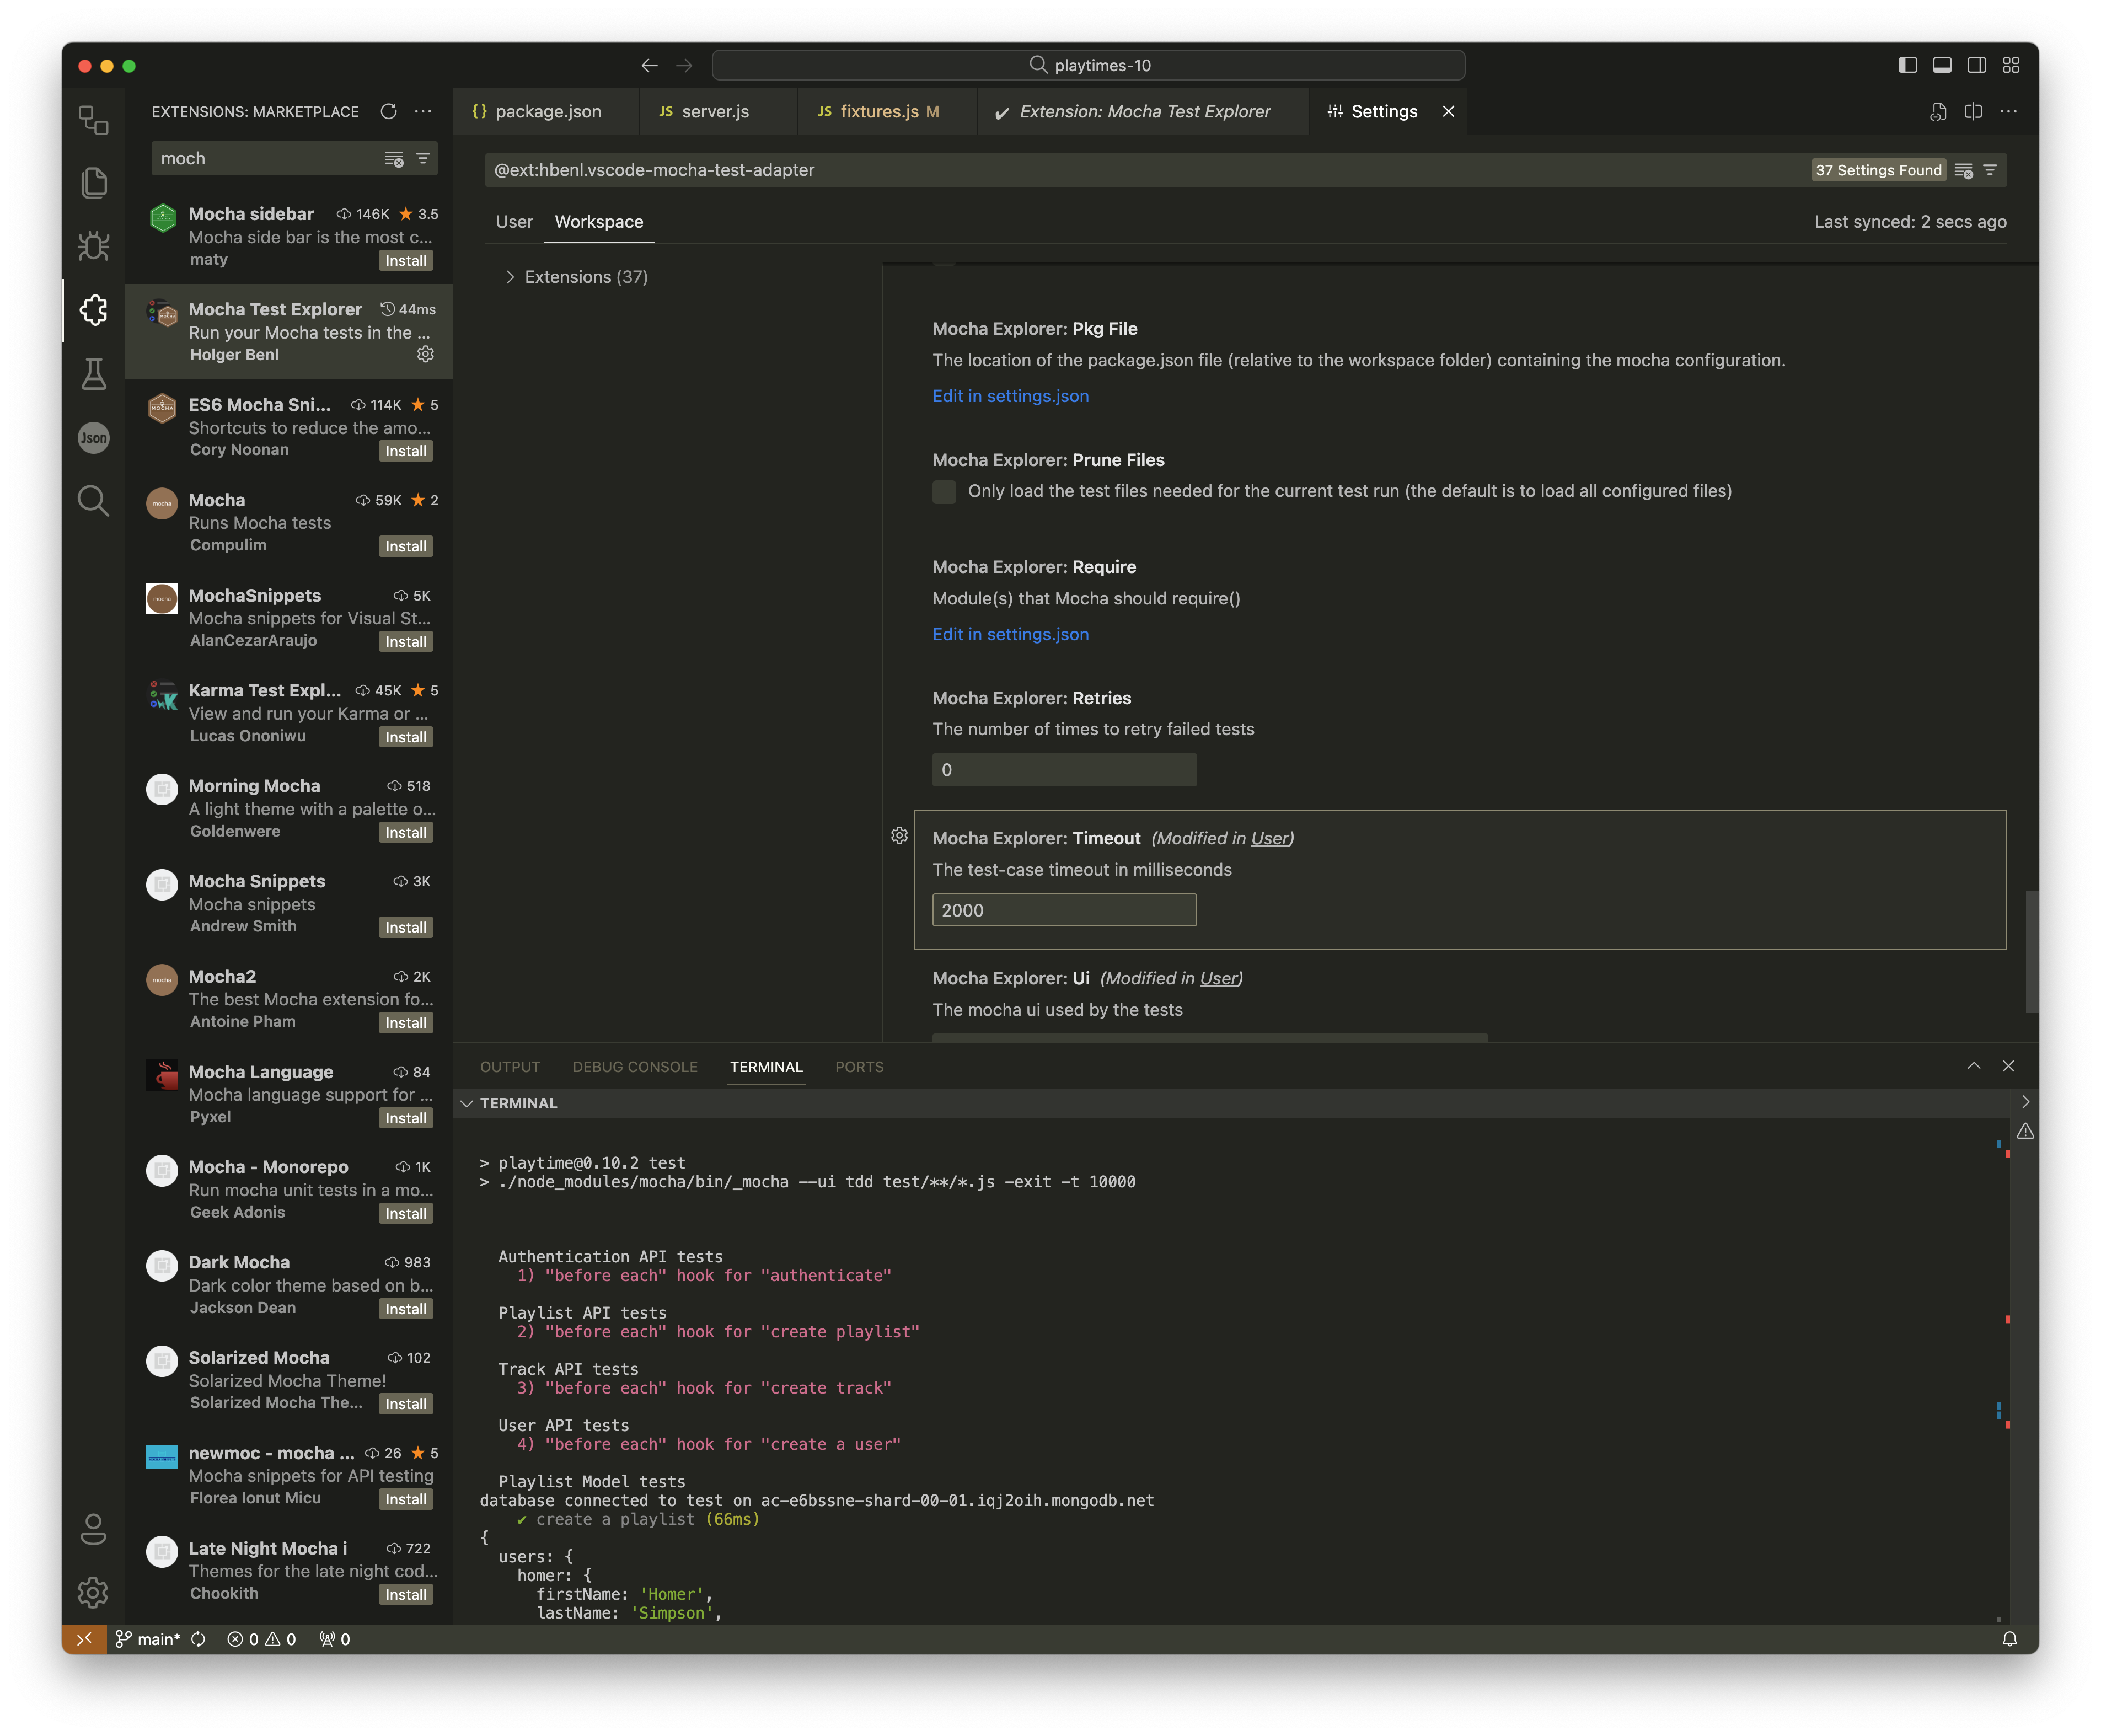 playtimes-10
EXTENSIONS: MARKETPLACE
moch
Mocha sidebar 146K 3.5
Mocha side bar is the most c...
maty Install
Mocha Test Explorer 44ms
Run your Mocha tests in the ...
Holger Benl
ES6 Mocha Sni... 114K 5
Shortcuts to reduce the amo...
Cory Noonan Install
Mocha 59K 2
Runs Mocha tests
Compulim Install
MochaSnippets 5K
Mocha snippets for Visual St...
AlanCezarAraujo Install
Karma Test Expl... 45K 5
View and run your Karma or ...
Lucas Ononiwu Install
Morning Mocha 518
A light theme with a palette o...
Goldenwere Install
Mocha Snippets 3K
Mocha snippets
Andrew Smith Install
Mocha2 2K
The best Mocha extension fo...
Antoine Pham Install
Mocha Language 84
Mocha language support for ...
Pyxel Install
Mocha - Monorepo 1K
Run mocha unit tests in a mo...
Geek Adonis Install
Dark Mocha 983
Dark color theme based on b...
Jackson Dean Install
Solarized Mocha 102
Solarized Mocha Theme!
Solarized Mocha The... Install
newmoc - mocha ... 26 5
Mocha snippets for API testing
Florea Ionut Micu Install
Late Night Mocha i 722
Themes for the late night cod...
Chookith Install
Json
{} package.json JS server.js JS fixtures.js M Extension: Mocha Test Explorer Settings
@ext:hbenl.vscode-mocha-test-adapter 37 Settings Found
User Workspace Last synced: 2 secs ago
Extensions (37)
Mocha Explorer: Pkg File
The location of the package.json file (relative to the workspace folder) containing the mocha configuration.
Edit in settings.json
Mocha Explorer: Prune Files
Only load the test files needed for the current test run (the default is to load all configured files)
Mocha Explorer: Require
Module(s) that Mocha should require()
Edit in settings.json
Mocha Explorer: Retries
The number of times to retry failed tests
0
Mocha Explorer: Timeout (Modified in User)
The test-case timeout in milliseconds
2000
Mocha Explorer: Ui (Modified in User)
The mocha ui used by the tests
OUTPUT DEBUG CONSOLE TERMINAL PORTS
TERMINAL
> playtime@0.10.2 test
> ./node_modules/mocha/bin/_mocha --ui tdd test/**/*.js -exit -t 10000
Authentication API tests
1) "before each" hook for "authenticate"
Playlist API tests
2) "before each" hook for "create playlist"
Track API tests
3) "before each" hook for "create track"
User API tests
4) "before each" hook for "create a user"
Playlist Model tests
database connected to test on ac-e6bssne-shard-00-01.iqj2oih.mongodb.net
✔ create a playlist (66ms)
{
users: {
homer: {
firstName: 'Homer',
lastName: 'Simpson',
main* 0 0 0